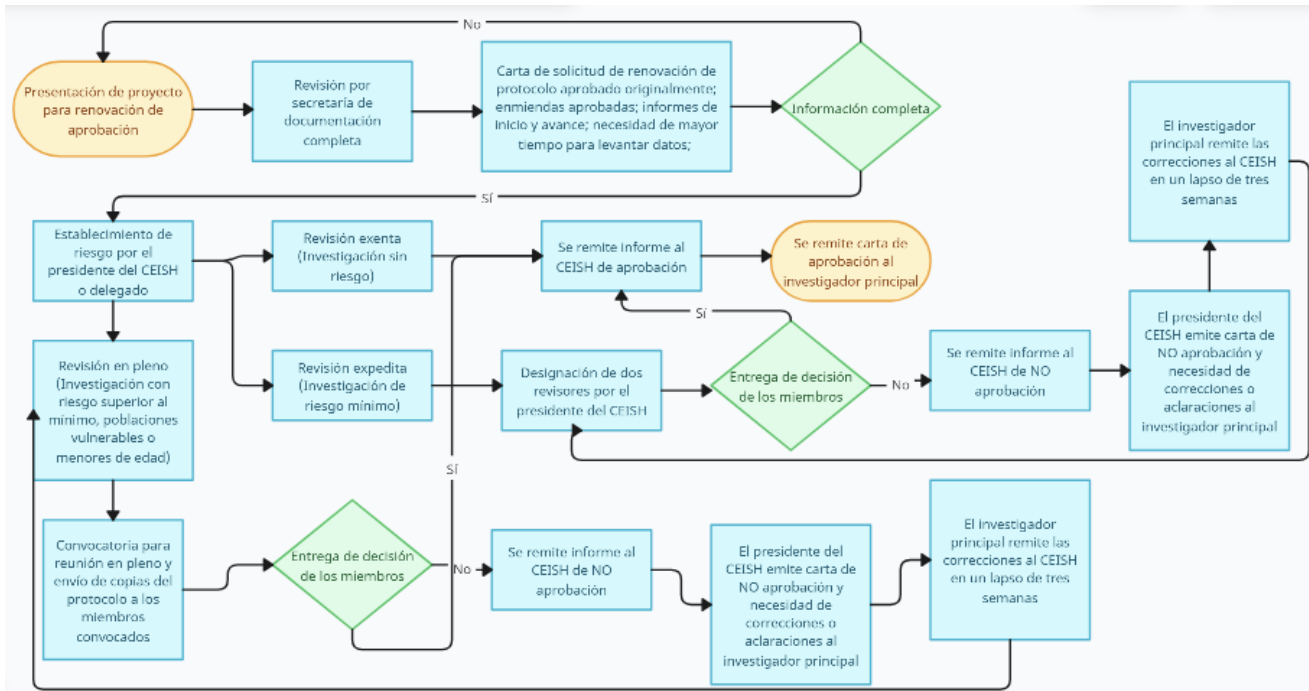 No
Presentación de proyecto
para renovación de
aprobación
Revisión por
secretaría de
documentación
completa
Carta de solicitud de renovación de
protocolo aprobado originalmente;
enmiendas aprobadas; informes de
inicio y avance; necesidad de mayor
tiempo para levantar datos;
Información completa
El investigador
principal remite las
correcciones al CEISH
en un lapso de tres
semanas
Sí
Establecimiento de
riesgo por el
presidente del CEISH
o delegado
Revisión exenta
(Investigación sin
riesgo)
Se remite informe al
CEISH de aprobación
Se remite carta de
aprobación al
investigador principal
Sí
Revisión en pleno
(Investigación con
riesgo superior al
mínimo, poblaciones
vulnerables o
menores de edad)
Revisión expedita
(Investigación de
riesgo mínimo)
Designación de dos
revisores por el
presidente del CEISH
Entrega de decisión
de los miembros
No
Se remite informe al
CEISH de NO
aprobación
El presidente del
CEISH emite carta de
NO aprobación y
necesidad de
correcciones o
aclaraciones al
investigador principal
Sí
Convocatoria para
reunión en pleno y
envío de copias del
protocolo a los
miembros
convocados
Entrega de decisión
de los miembros
No
Se remite informe al
CEISH de NO
aprobación
El presidente del
CEISH emite carta de
NO aprobación y
necesidad de
correcciones o
aclaraciones al
investigador principal
El investigador
principal remite las
correcciones al CEISH
en un lapso de tres
semanas